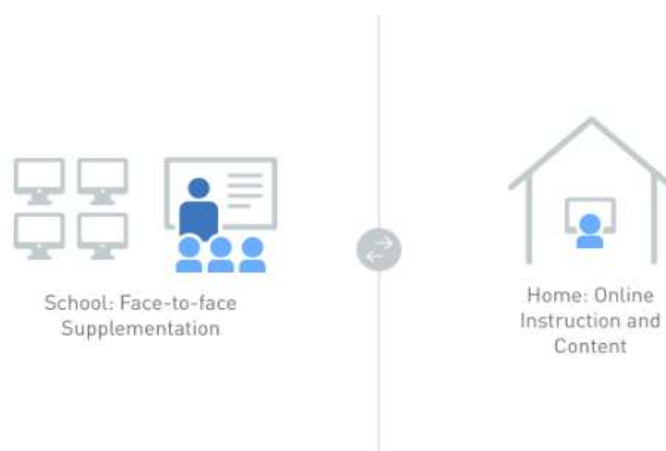 School: Face-to-face
Supplementation
Home: Online
Instruction and
Content